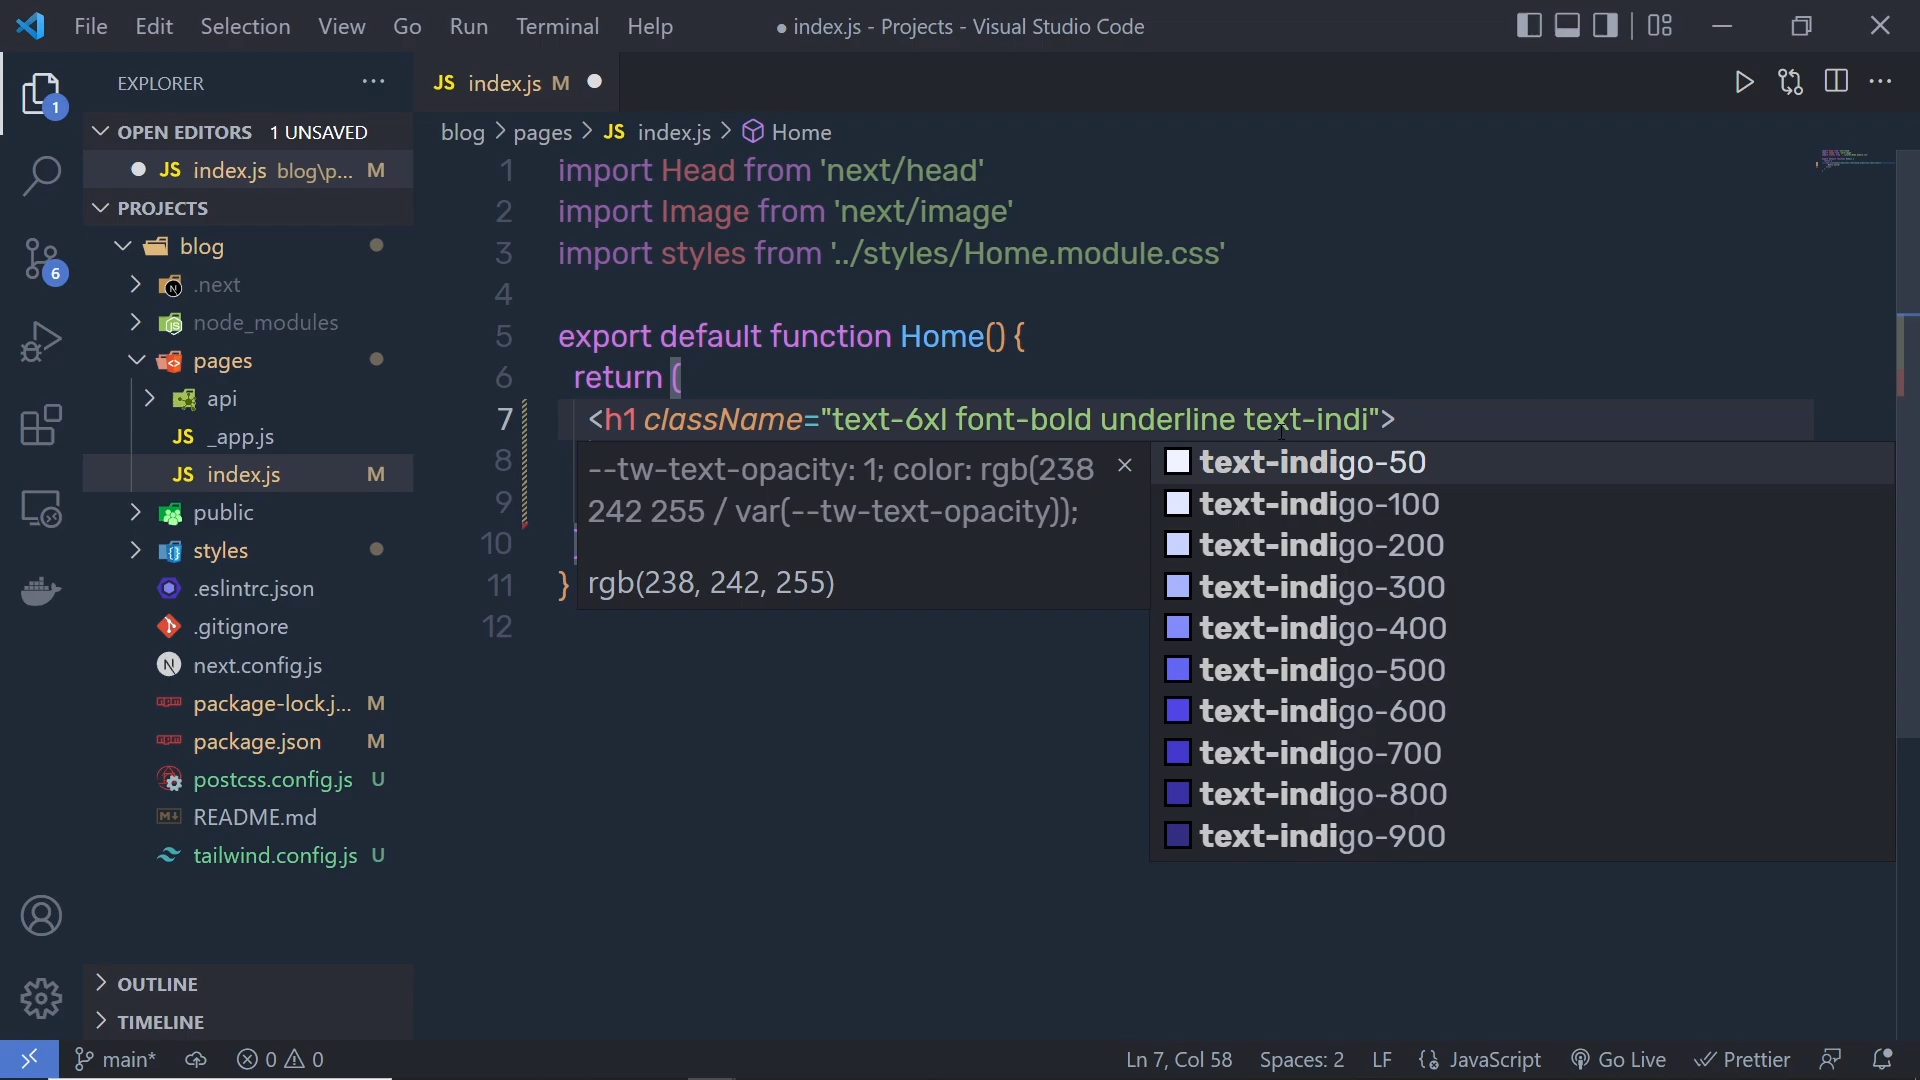 File Edit Selection View Go Run Terminal Help
● index.js - Projects - Visual Studio Code
EXPLORER
JS index.js M
1
OPEN EDITORS 1 UNSAVED
JS index.js blog\p... M
PROJECTS
blog
.next
node_modules
pages
api
JS _app.js
JS index.js M
public
styles
.eslintrc.json
.gitignore
N next.config.js
package-lock.j... M
package.json M
postcss.config.js U
README.md
tailwind.config.js U
OUTLINE
TIMELINE
6
blog > pages > JS index.js > Home
1 import Head from 'next/head'
2 import Image from 'next/image'
3 import styles from '../styles/Home.module.css'
4
5 export default function Home() {
6 return (
7 <h1 className="text-6xl font-bold underline text-indi">
8
9
10
11 }
12
--tw-text-opacity: 1; color: rgb(238
242 255 / var(--tw-text-opacity));
rgb(238, 242, 255)
text-indigo-50
text-indigo-100
text-indigo-200
text-indigo-300
text-indigo-400
text-indigo-500
text-indigo-600
text-indigo-700
text-indigo-800
text-indigo-900
main* 0 0 Ln 7, Col 58 Spaces: 2 LF {} JavaScript Go Live Prettier